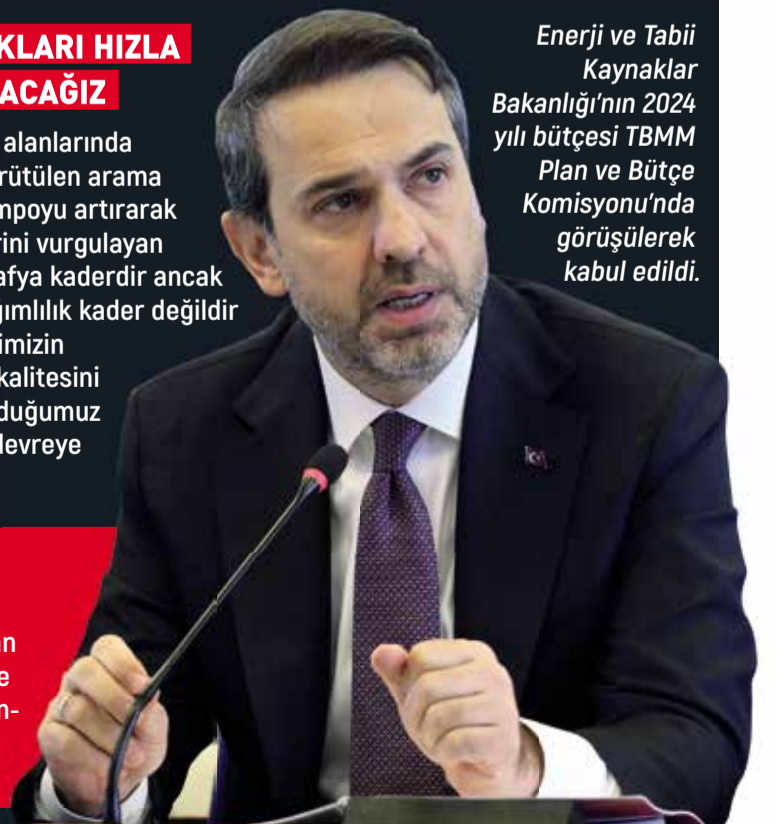 KLARI HIZLA
ACAĞIZ
alanlarında
rütülen arama
mpoyu artırarak
rini vurgulayan
afya kaderdir ancak
ğımlılık kader değildir
imizin
kalitesini
duğumuz
devreye
n
e
n-
Enerji ve Tabii
Kaynaklar
Bakanlığı’nın 2024
yılı bütçesi TBMM
Plan ve Bütçe
Komisyonu’nda
görüşülerek
kabul edildi.